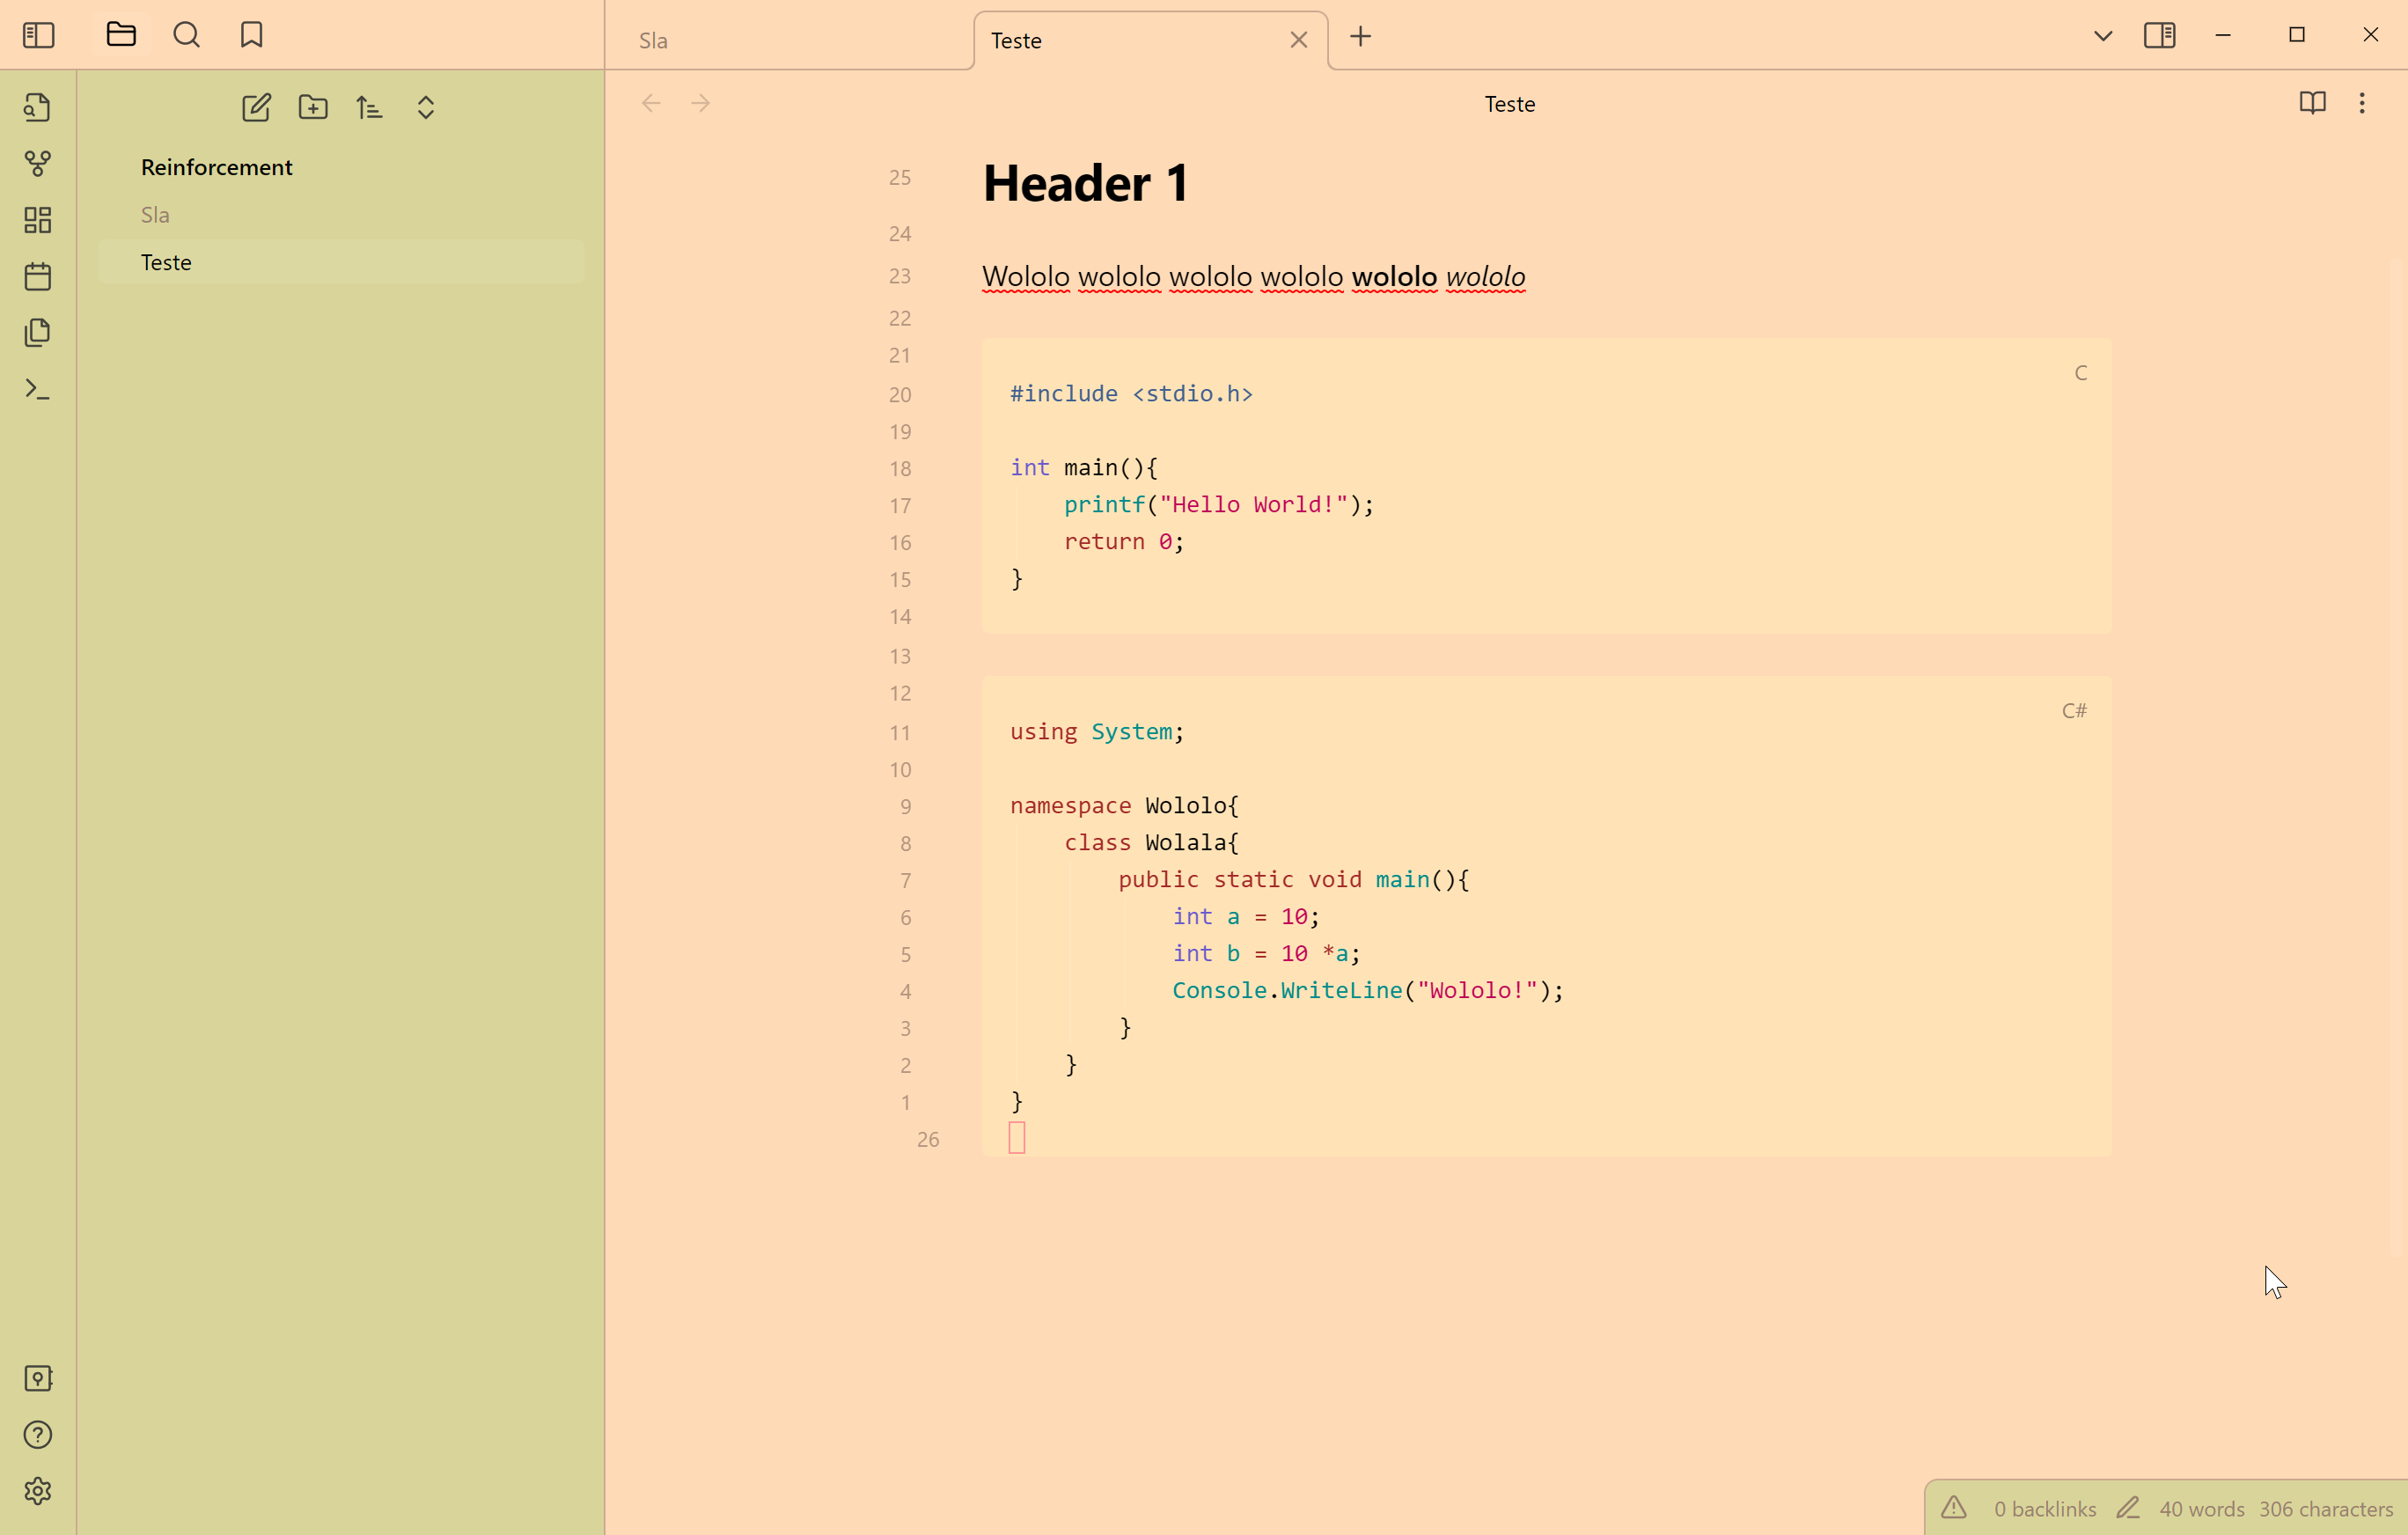 Sla
Teste
Teste
Reinforcement
Sla
Teste
25 Header 1
24
23 Wololo wololo wololo wololo wololo wololo
22
21
C
20 #include <stdio.h>
19
18 int main(){
17     printf("Hello World!");
16     return 0;
15 }
14
13
12
C#
11 using System;
10
9 namespace Wololo{
8     class Wolala{
7         public static void main(){
6             int a = 10;
5             int b = 10 *a;
4             Console.WriteLine("Wololo!");
3         }
2     }
1 }
26
0 backlinks 40 words 306 characters